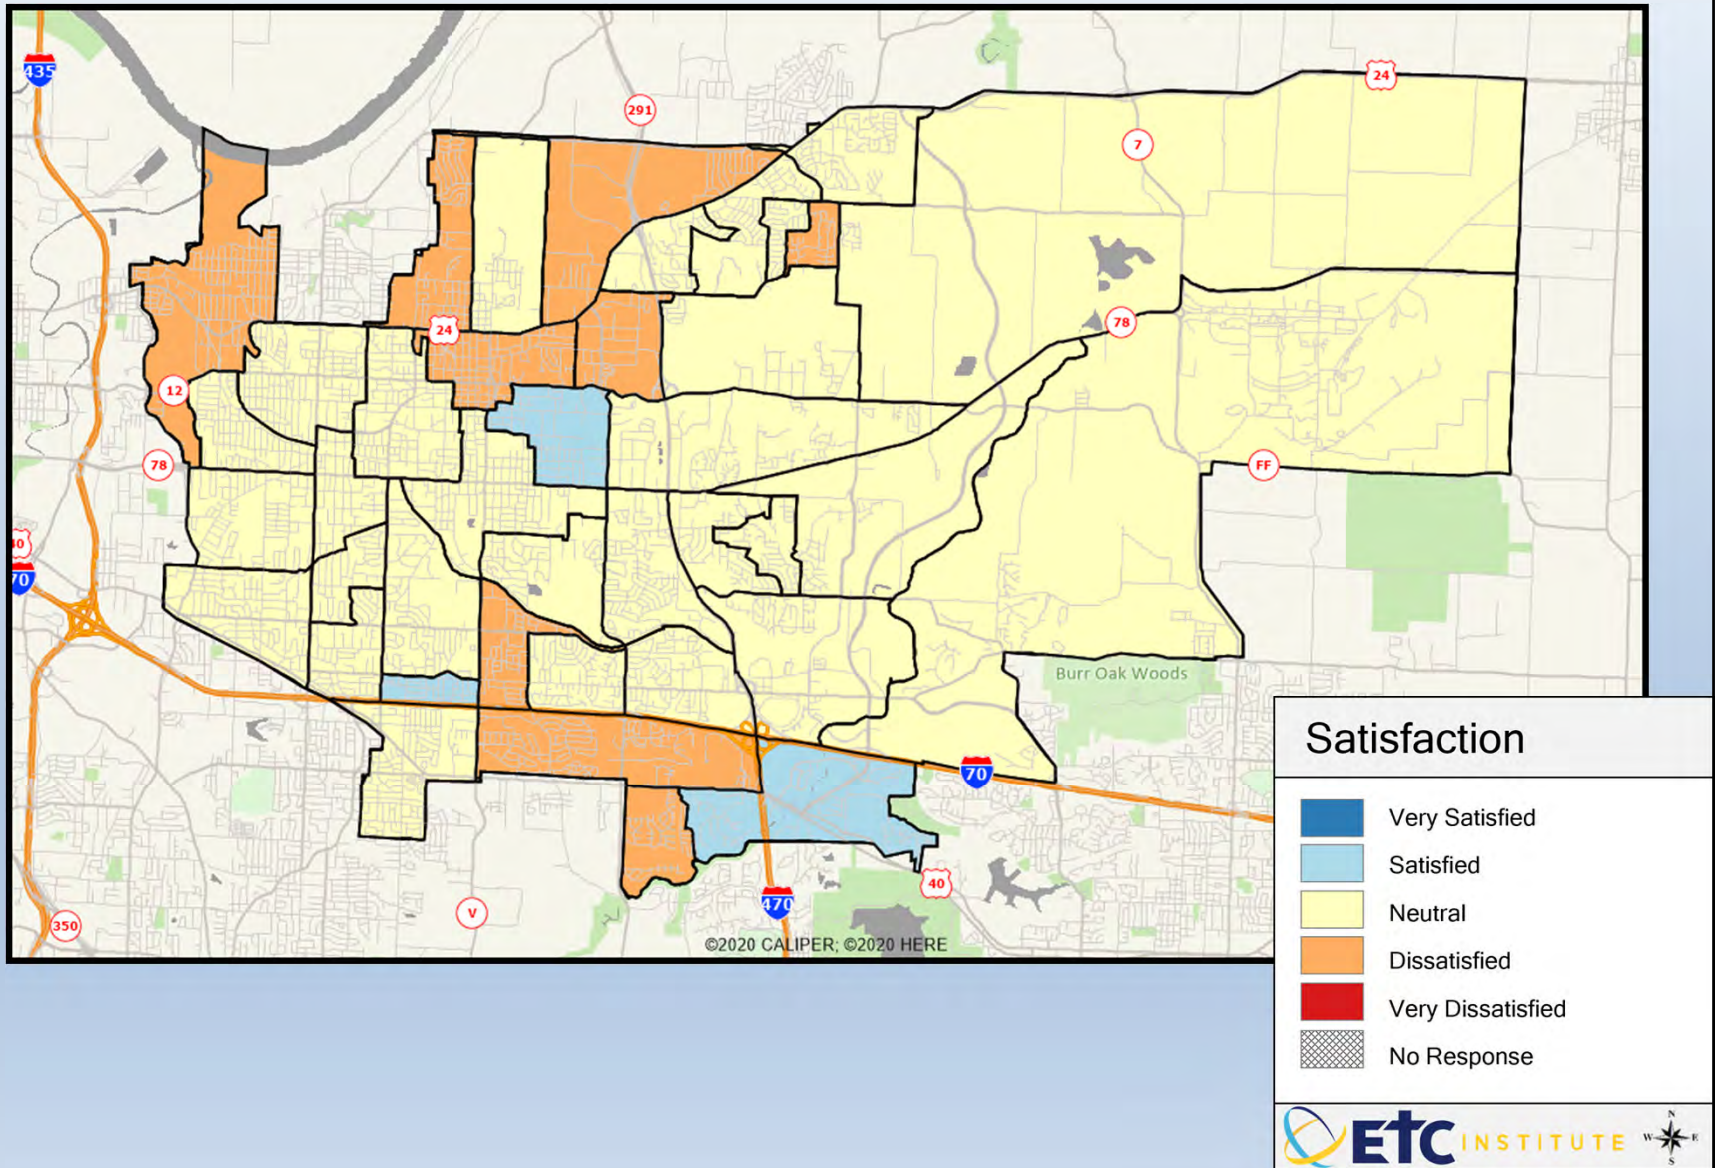 435
24
291
7
24
78
12
78
FF
40
70
Burr Oak Woods
70
40
470
V
350
©2020 CALIPER; ©2020 HERE
Satisfaction
Very Satisfied
Satisfied
Neutral
Dissatisfied
Very Dissatisfied
No Response
ETC INSTITUTE
N
W E
S